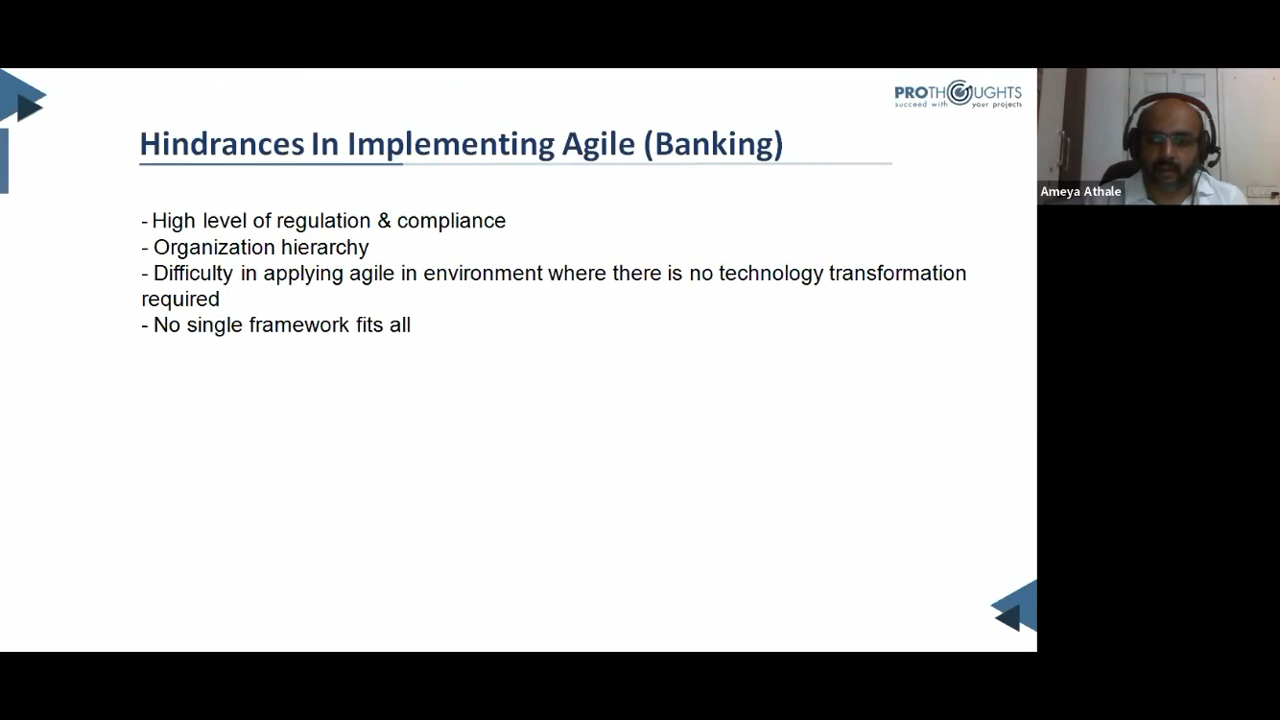 PROTHOUGHTS
succeed with your projects
Hindrances In Implementing Agile (Banking)
- High level of regulation & compliance
- Organization hierarchy
- Difficulty in applying agile in environment where there is no technology transformation
required
- No single framework fits all
Ameya Athale